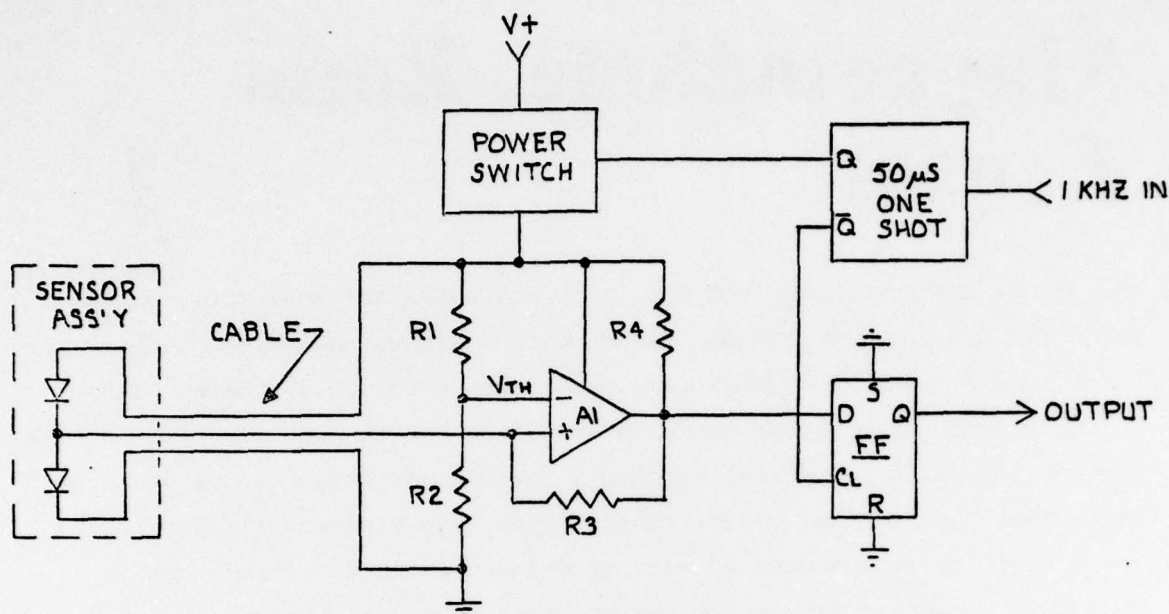 V+
POWER
SWITCH
Q
50µS
ONE
SHOT
Q̅
1 KHZ IN
SENSOR
ASS'Y
CABLE
R1
R4
VTH
−
A1
+
R2
R3
S
D
Q
FF
CL
R
OUTPUT